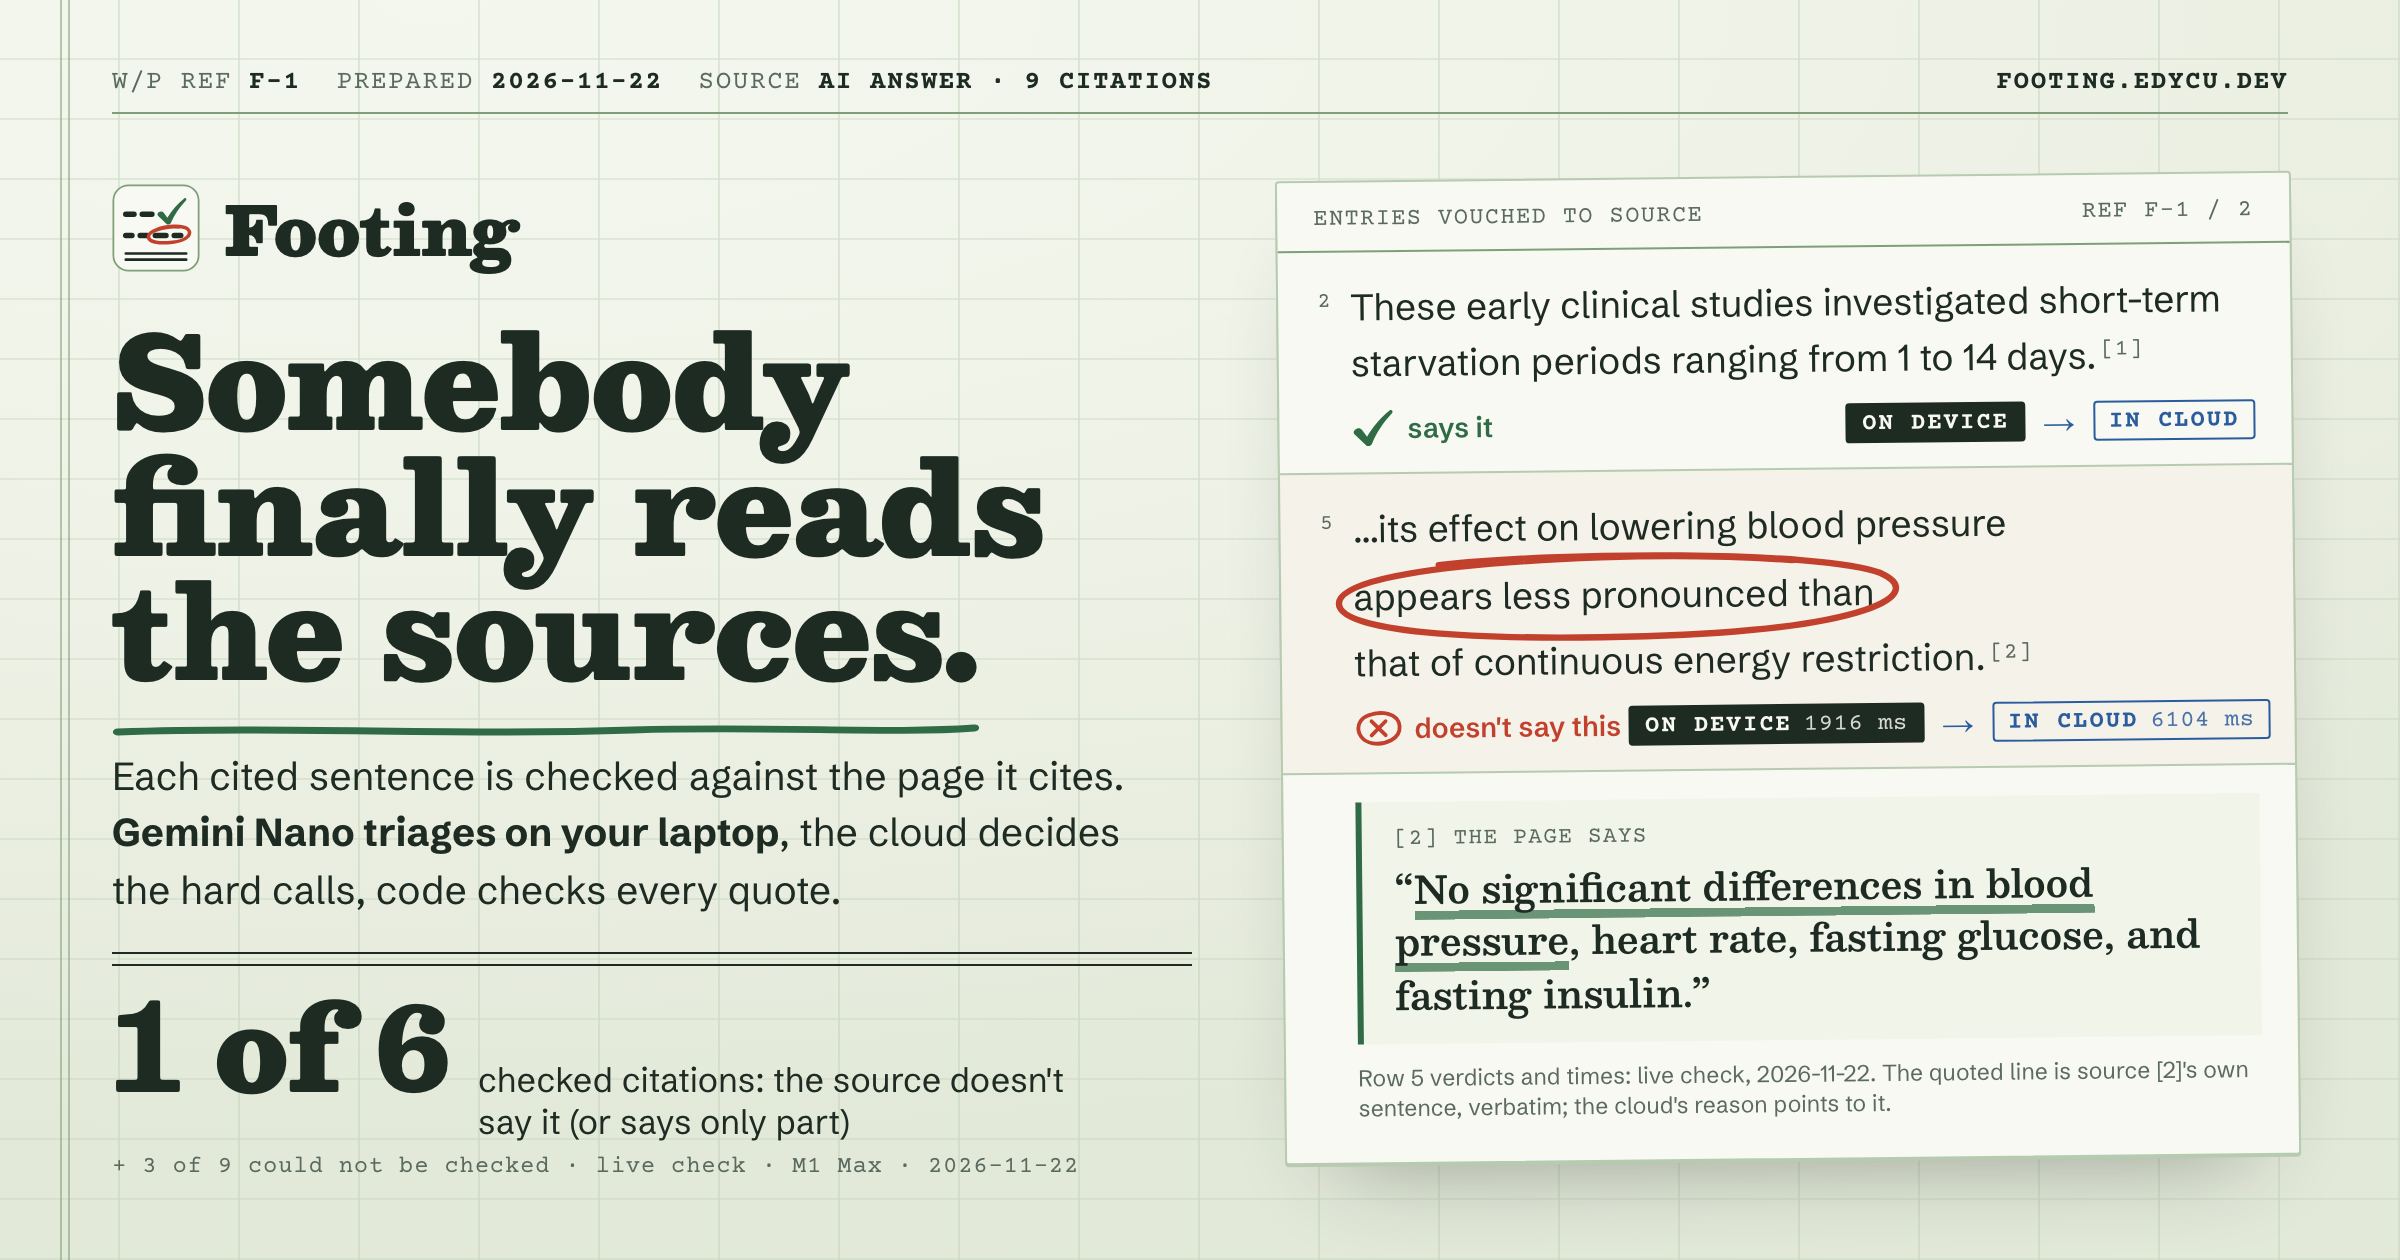 W/P REF F-1 PREPARED 2026-11-22 SOURCE AI ANSWER · 9 CITATIONS
FOOTING.EDYCU.DEV
Footing
Somebody
finally reads
the sources.
Each cited sentence is checked against the page it cites.
Gemini Nano triages on your laptop, the cloud decides
the hard calls, code checks every quote.
1 of 6
checked citations: the source doesn't
say it (or says only part)
+ 3 of 9 could not be checked · live check · M1 Max · 2026-11-22
ENTRIES VOUCHED TO SOURCE
REF F-1 / 2
2 These early clinical studies investigated short-term
starvation periods ranging from 1 to 14 days.[1]
says it
ON DEVICE → IN CLOUD
5 …its effect on lowering blood pressure
appears less pronounced than
that of continuous energy restriction.[2]
doesn't say this ON DEVICE 1916 ms → IN CLOUD 6104 ms
[2] THE PAGE SAYS
“No significant differences in blood
pressure, heart rate, fasting glucose, and
fasting insulin.”
Row 5 verdicts and times: live check, 2026-11-22. The quoted line is source [2]'s own
sentence, verbatim; the cloud's reason points to it.